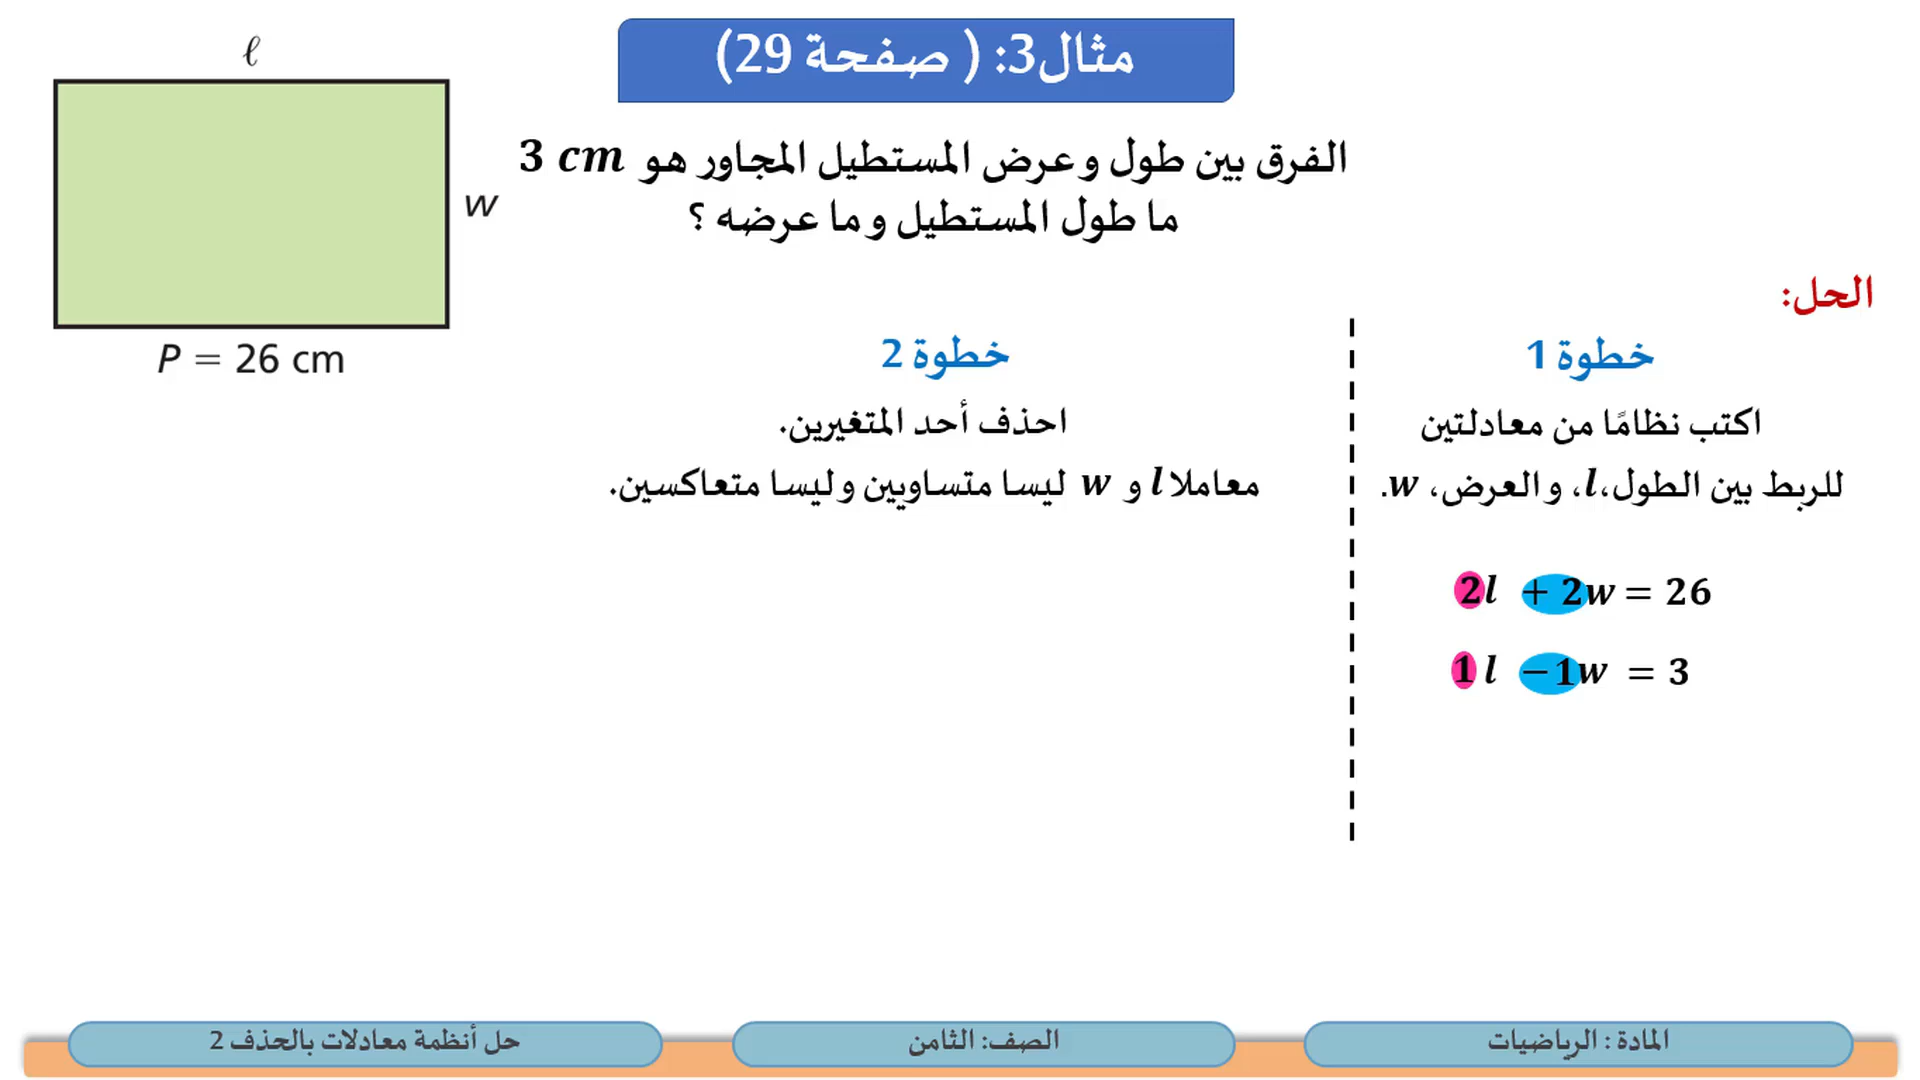 مثال3: ( صفحة 29)
ℓ
w
P = 26 cm
الفرق بين طول وعرض المستطيل المجاور هو 3 cm
ما طول المستطيل وما عرضه ؟
الحل:
خطوة 1
اكتب نظامًا من معادلتين
للربط بين الطول،l، والعرض، w.
2l + 2w = 26
1 l − 1w = 3
خطوة 2
احذف أحد المتغيرين.
معاملا l و w ليسا متساويين وليسا متعاكسين.
المادة : الرياضيات
الصف: الثامن
حل أنظمة معادلات بالحذف 2